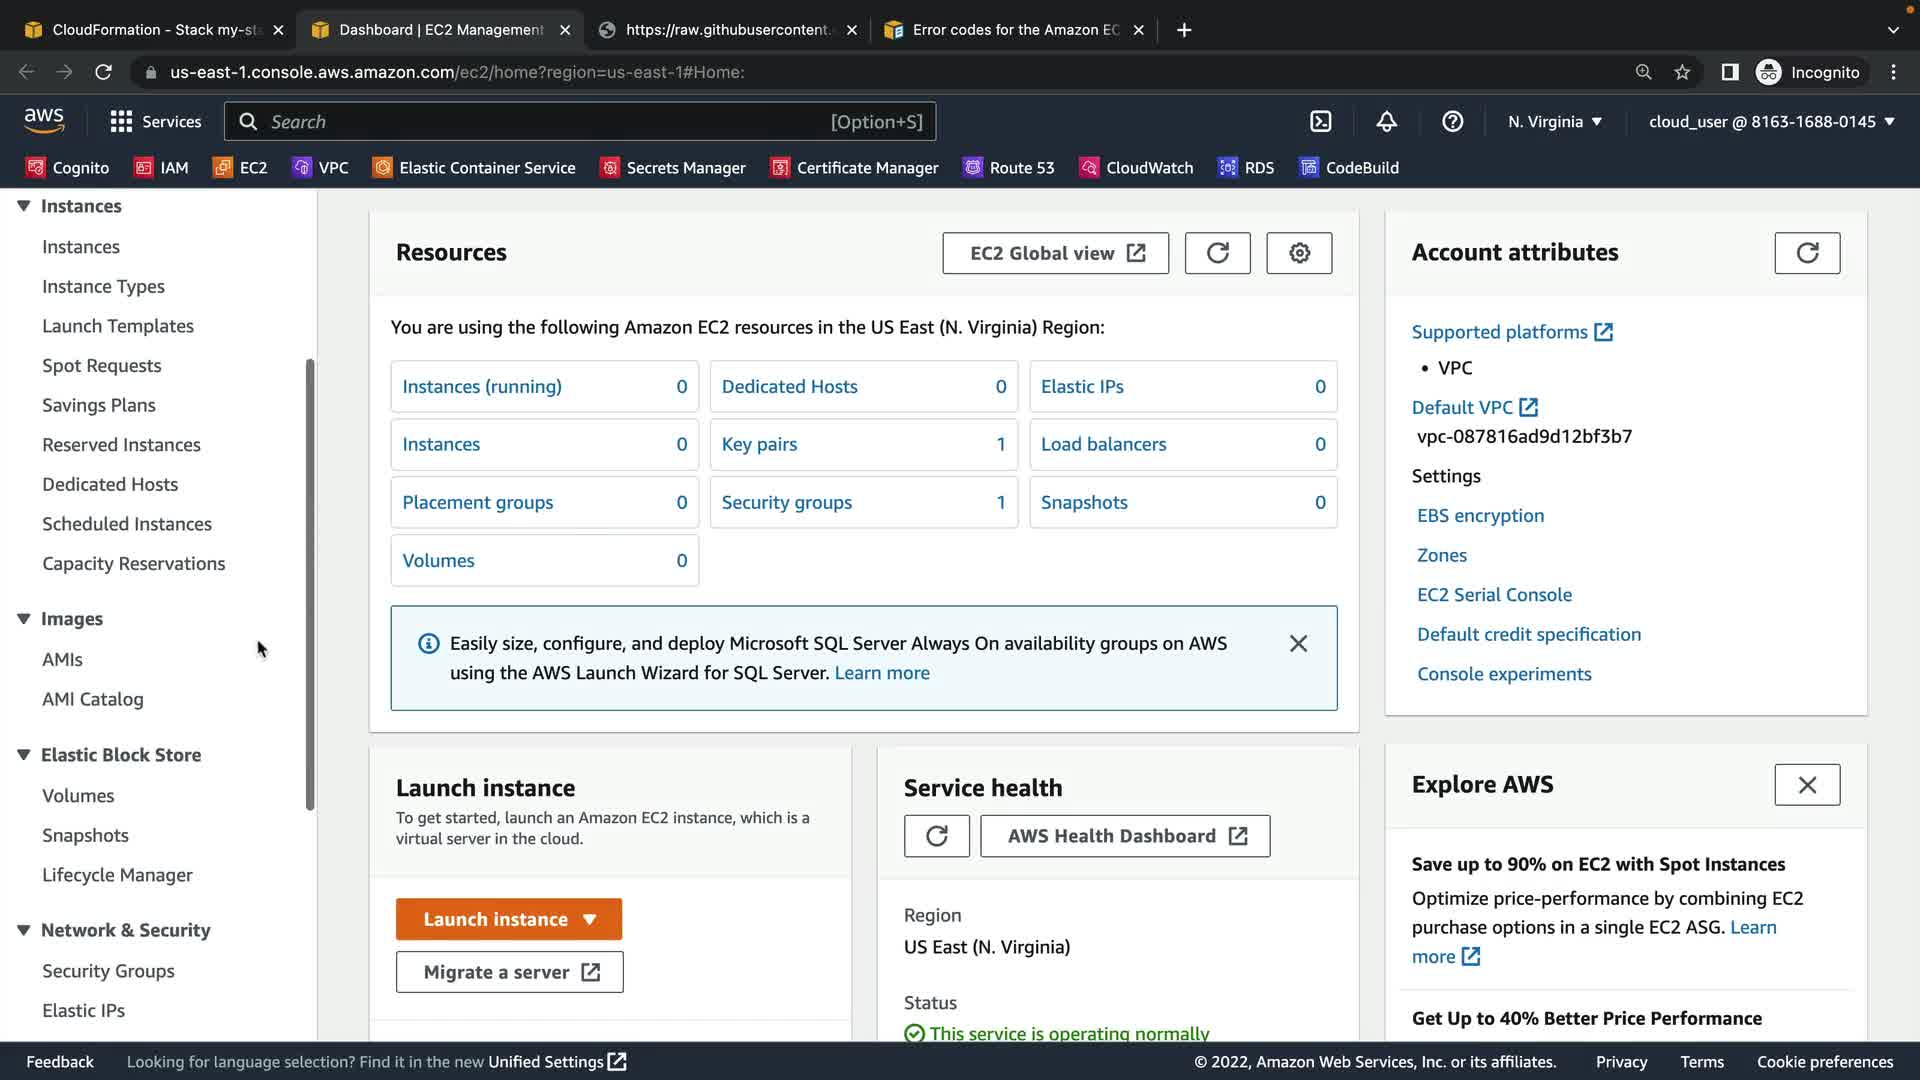 CloudFormation - Stack my-st
Dashboard | EC2 Management
https://raw.githubusercontent.
Error codes for the Amazon EC
us-east-1.console.aws.amazon.com/ec2/home?region=us-east-1#Home:
Incognito
aws
Services
Search
[Option+S]
N. Virginia
cloud_user @ 8163-1688-0145
Cognito
IAM
EC2
VPC
Elastic Container Service
Secrets Manager
Certificate Manager
Route 53
CloudWatch
RDS
CodeBuild
Instances
Instances
Instance Types
Launch Templates
Spot Requests
Savings Plans
Reserved Instances
Dedicated Hosts
Scheduled Instances
Capacity Reservations
Images
AMIs
AMI Catalog
Elastic Block Store
Volumes
Snapshots
Lifecycle Manager
Network & Security
Security Groups
Elastic IPs
Resources
EC2 Global view
You are using the following Amazon EC2 resources in the US East (N. Virginia) Region:
Instances (running) 0
Dedicated Hosts 0
Elastic IPs 0
Instances 0
Key pairs 1
Load balancers 0
Placement groups 0
Security groups 1
Snapshots 0
Volumes 0
Easily size, configure, and deploy Microsoft SQL Server Always On availability groups on AWS
using the AWS Launch Wizard for SQL Server. Learn more
Launch instance
To get started, launch an Amazon EC2 instance, which is a
virtual server in the cloud.
Launch instance
Migrate a server
Service health
AWS Health Dashboard
Region
US East (N. Virginia)
Status
This service is operating normally
Account attributes
Supported platforms
• VPC
Default VPC
vpc-087816ad9d12bf3b7
Settings
EBS encryption
Zones
EC2 Serial Console
Default credit specification
Console experiments
Explore AWS
Save up to 90% on EC2 with Spot Instances
Optimize price-performance by combining EC2
purchase options in a single EC2 ASG. Learn
more
Get Up to 40% Better Price Performance
Feedback
Looking for language selection? Find it in the new Unified Settings
© 2022, Amazon Web Services, Inc. or its affiliates.
Privacy
Terms
Cookie preferences